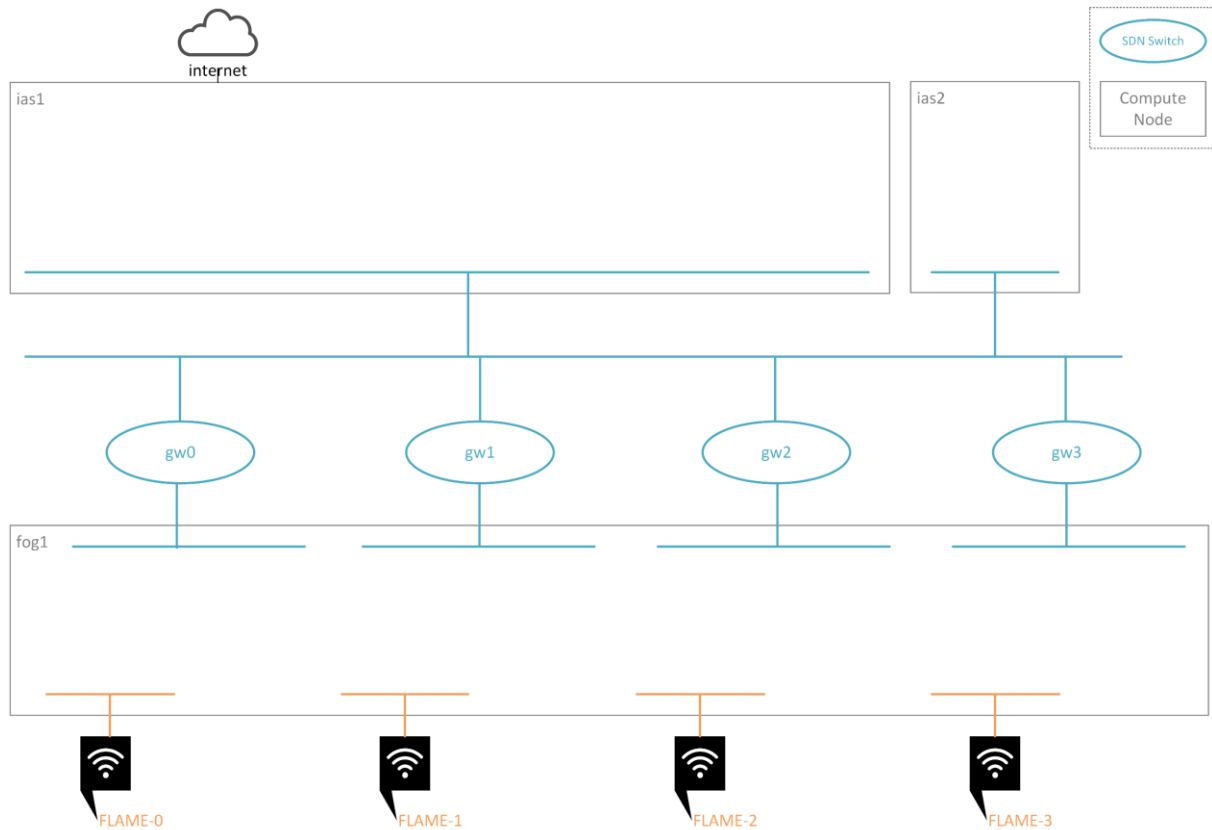 internet
SDN Switch
ias1
ias2
Compute
Node
gw0
gw1
gw2
gw3
fog1
FLAME-0
FLAME-1
FLAME-2
FLAME-3